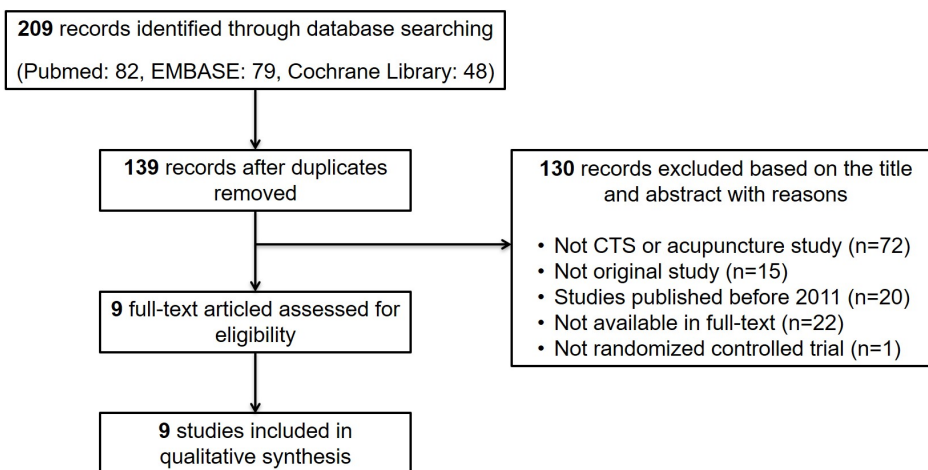 209 records identified through database searching
(Pubmed: 82, EMBASE: 79, Cochrane Library: 48)
139 records after duplicates
removed
130 records excluded based on the title
and abstract with reasons
• Not CTS or acupuncture study (n=72)
• Not original study (n=15)
• Studies published before 2011 (n=20)
• Not available in full-text (n=22)
• Not randomized controlled trial (n=1)
9 full-text articled assessed for
eligibility
9 studies included in
qualitative synthesis